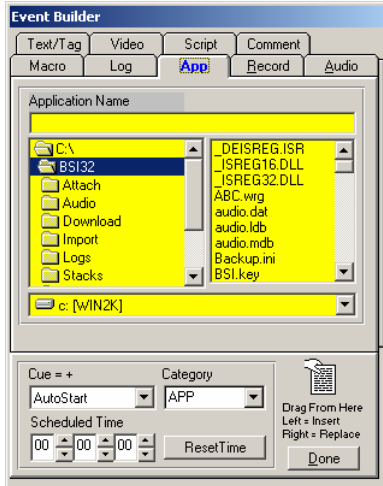 Event Builder
Text/Tag Video Script Comment
Macro Log App Record Audio
Application Name
C:\
BSI32
Attach
Audio
Download
Import
Logs
Stacks
_DEISREG.ISR
_ISREG16.DLL
_ISREG32.DLL
ABC.wrg
audio.dat
audio.ldb
audio.mdb
Backup.ini
BSI.key
c: [WIN2K]
Cue = +
AutoStart
Category
APP
Scheduled Time
00 00 00
ResetTime
Drag From Here
Left = Insert
Right = Replace
Done